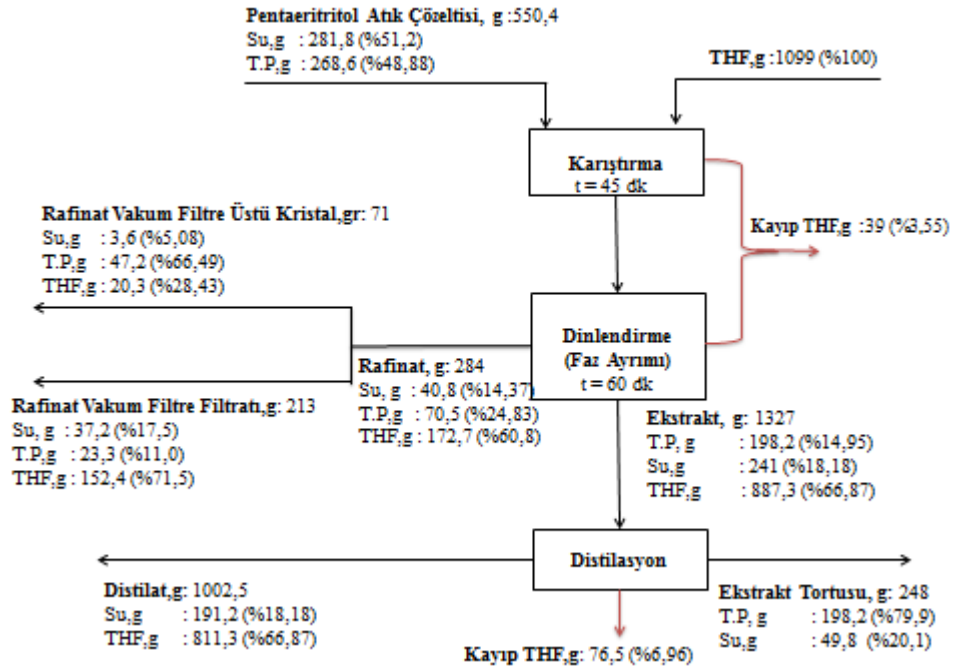 Pentaeritritol Atık Çözeltisi, g :550,4
Su,g : 281,8 (%51,2)
T.P,g : 268,6 (%48,88)
THF,g :1099 (%100)
Karıştırma
t = 45 dk
Rafinat Vakum Filtre Üstü Kristal,gr: 71
Su,g : 3,6 (%5,08)
T.P,g : 47,2 (%66,49)
THF,g : 20,3 (%28,43)
Kayıp THF,g :39 (%3,55)
Dinlendirme
(Faz Ayrımı)
t = 60 dk
Rafinat, g: 284
Su, g : 40,8 (%14,37)
T.P,g : 70,5 (%24,83)
THF,g : 172,7 (%60,8)
Rafinat Vakum Filtre Filtratı,g: 213
Su, g : 37,2 (%17,5)
T.P,g : 23,3 (%11,0)
THF,g : 152,4 (%71,5)
Ekstrakt, g: 1327
T.P, g : 198,2 (%14,95)
Su,g : 241 (%18,18)
THF,g : 887,3 (%66,87)
Distilasyon
Distilat,g: 1002,5
Su,g : 191,2 (%18,18)
THF,g : 811,3 (%66,87)
Ekstrakt Tortusu, g: 248
T.P, g : 198,2 (%79,9)
Su,g : 49,8 (%20,1)
Kayıp THF,g: 76,5 (%6,96)